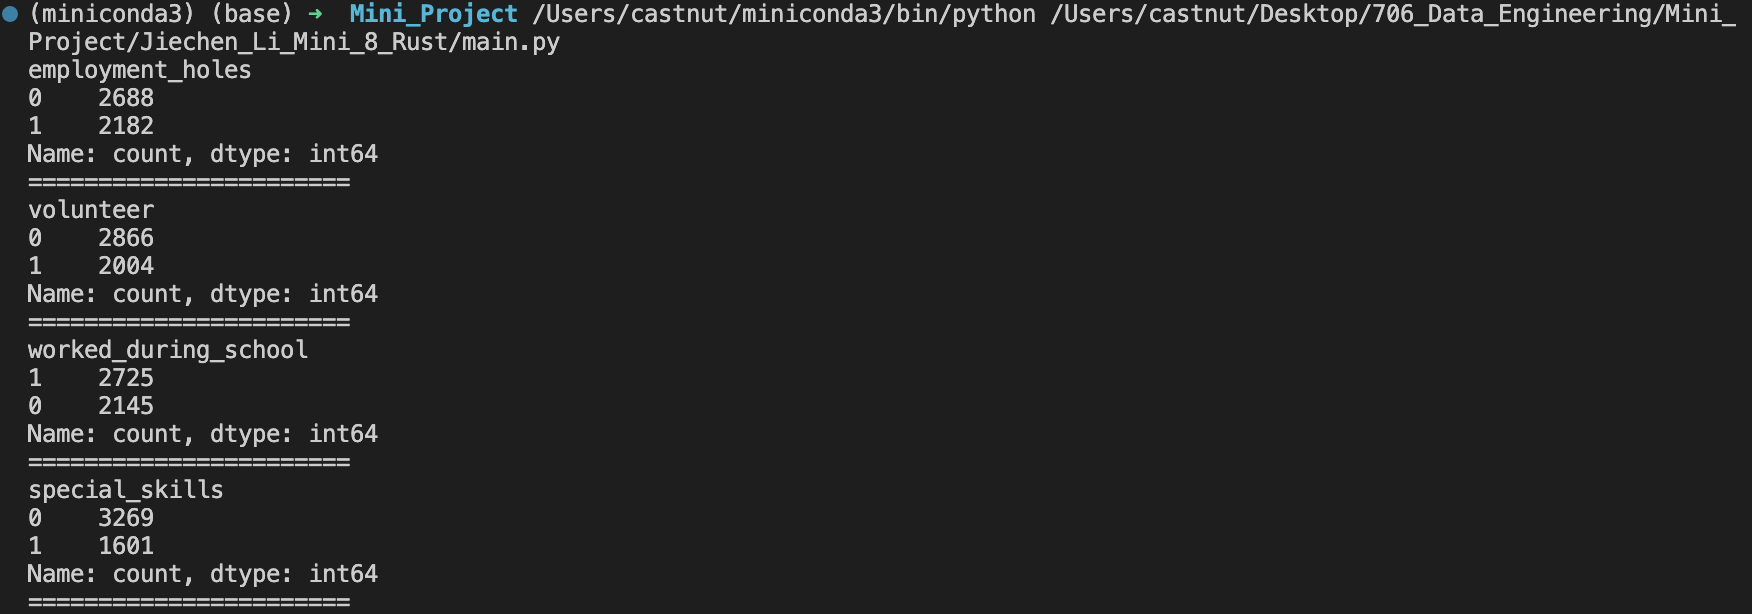 (miniconda3) (base) ➜  Mini_Project /Users/castnut/miniconda3/bin/python /Users/castnut/Desktop/706_Data_Engineering/Mini_
Project/Jiechen_Li_Mini_8_Rust/main.py
employment_holes
0    2688
1    2182
Name: count, dtype: int64
=======================
volunteer
0    2866
1    2004
Name: count, dtype: int64
=======================
worked_during_school
1    2725
0    2145
Name: count, dtype: int64
=======================
special_skills
0    3269
1    1601
Name: count, dtype: int64
=======================